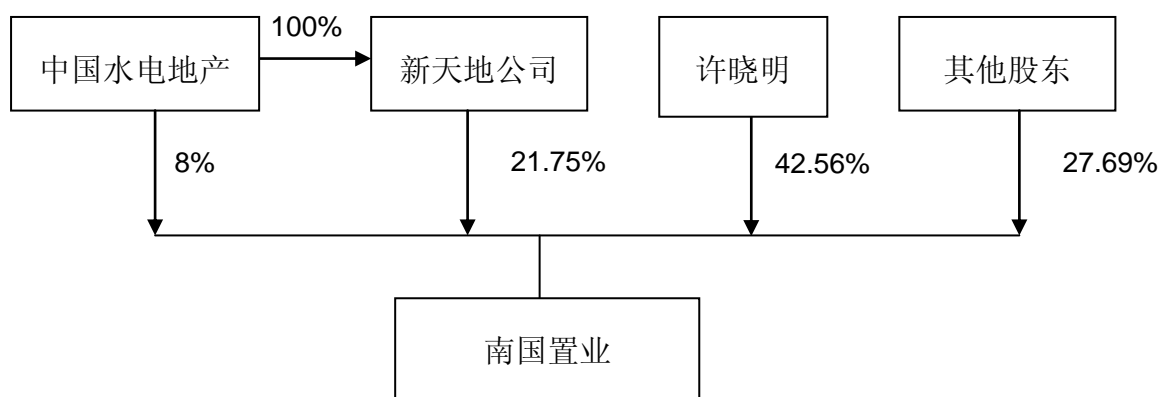 100%
中国水电地产
新天地公司
许晓明
其他股东
8%
21.75%
42.56%
27.69%
南国置业